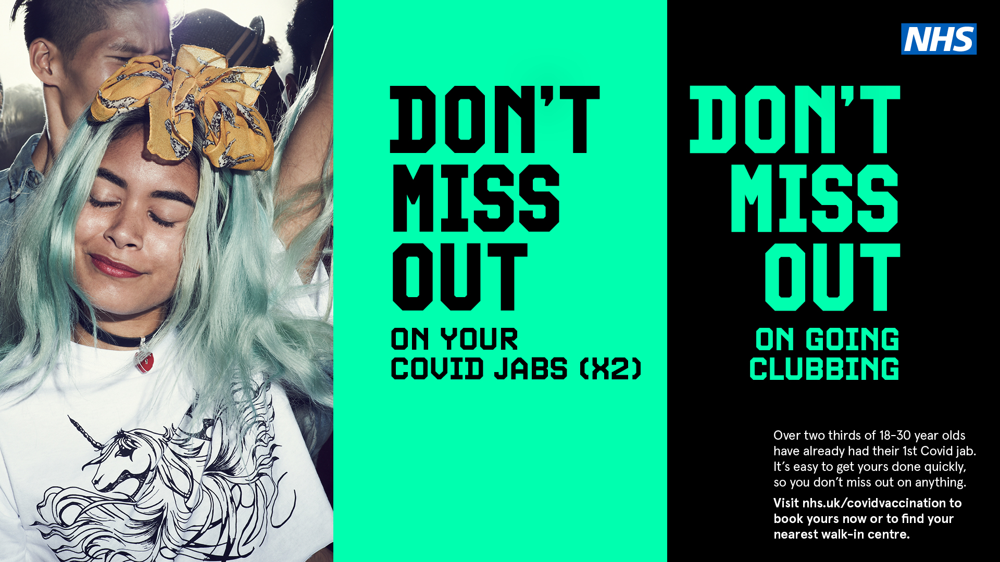 DON'T
MISS
OUT
ON YOUR
COVID JABS (X2)
NHS
DON'T
MISS
OUT
ON GOING
CLUBBING
Over two thirds of 18-30 year olds
have already had their 1st Covid jab.
It's easy to get yours done quickly,
so you don't miss out on anything.
Visit nhs.uk/covidvaccination to
book yours now or to find your
nearest walk-in centre.